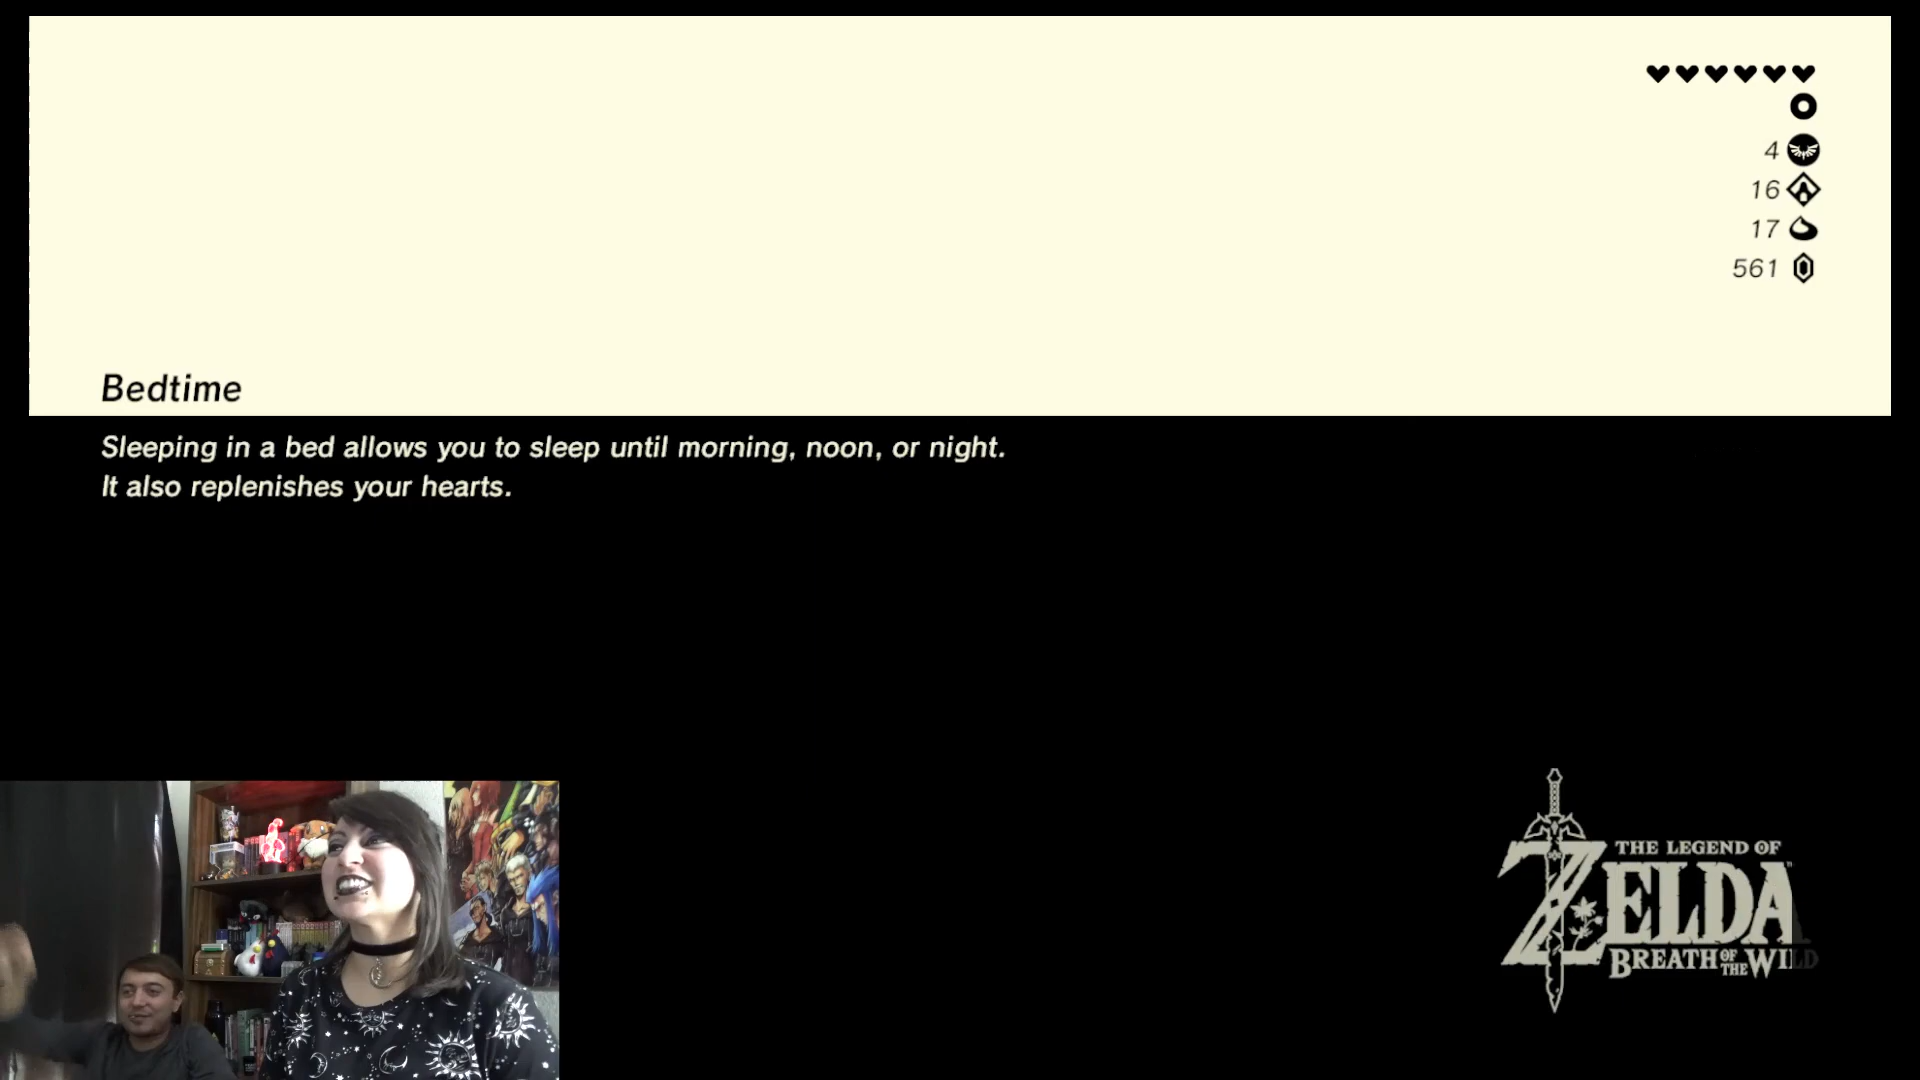 4
16
17
561
Bedtime
Sleeping in a bed allows you to sleep until morning, noon, or night.
It also replenishes your hearts.
THE LEGEND OF
ZELDA
BREATH OF THE WILD